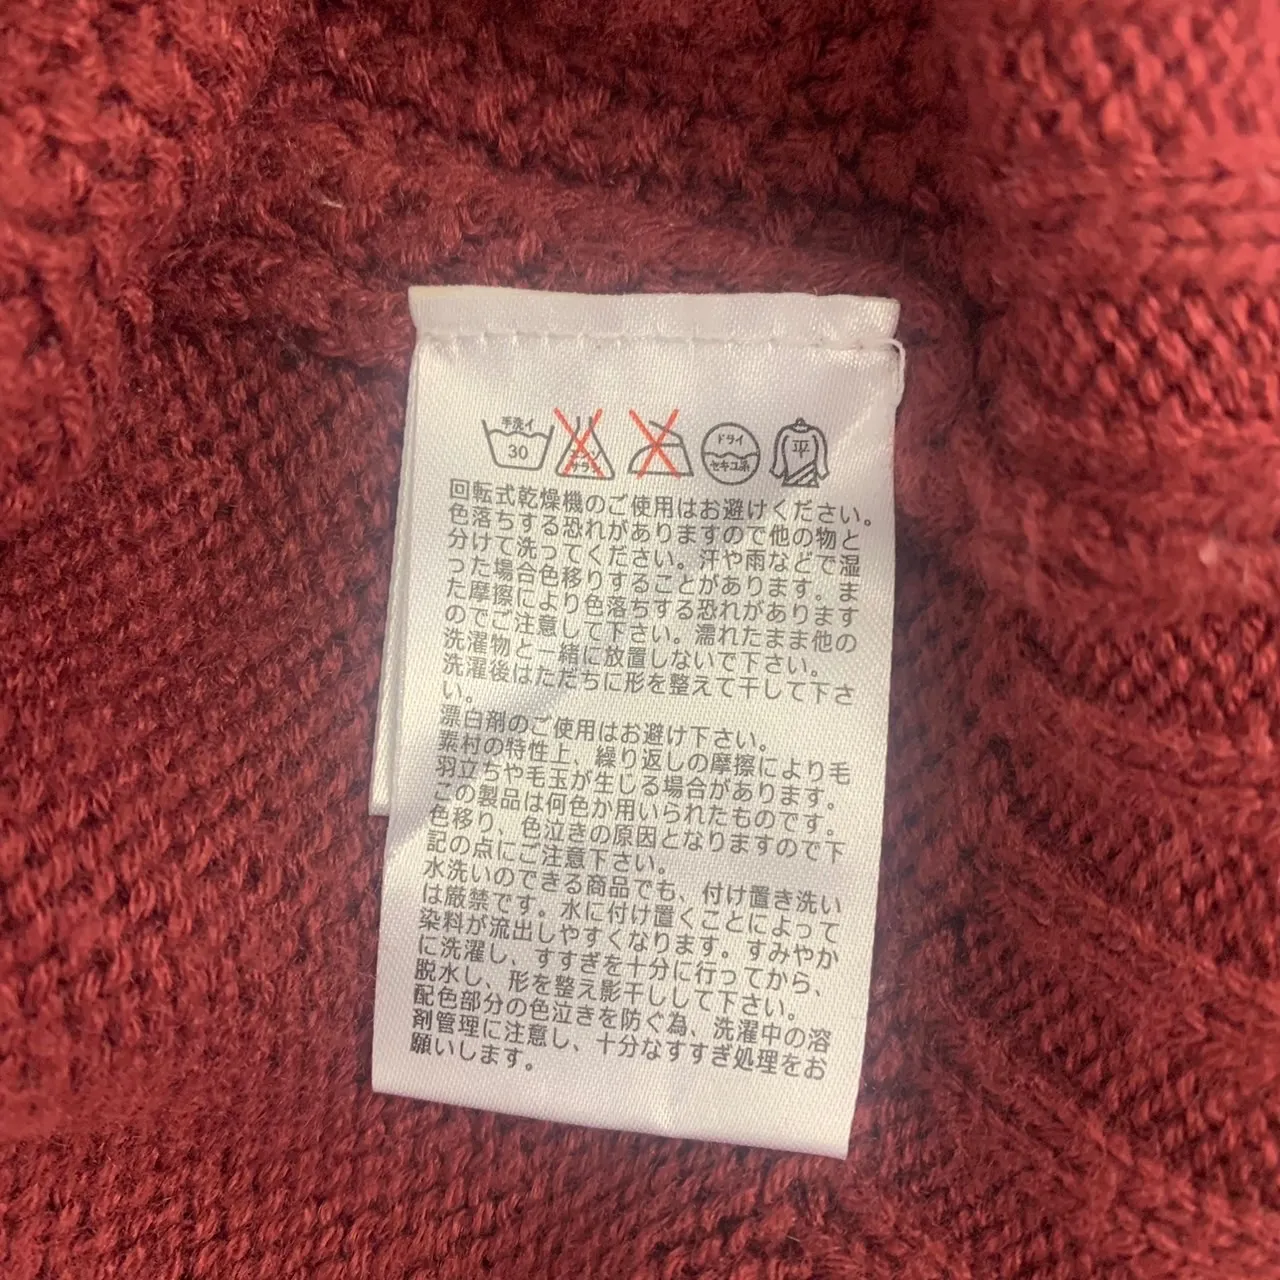 手洗イ
30
エンソ
サラシ
ドライ
セキユ系
平
回転式乾燥機のご使用はお避けください。
色落ちする恐れがありますので他の物と
分けて洗ってください。汗や雨などで湿
った場合色移りすることがあります。ま
た摩擦により色落ちする恐れがあります
のでご注意して下さい。濡れたまま他の
洗濯物と一緒に放置しないで下さい。
洗濯後はただちに形を整えて干して下さ
い。
漂白剤のご使用はお避け下さい。
素村の特性上、繰り返しの摩擦により毛
羽立ちや毛玉が生じる場合があります。
この製品は何色か用いられたものです。
色移り、色泣きの原因となりますので下
記の点にご注意下さい。
水洗いのできる商品でも、付け置き洗い
は厳禁です。水に付け置くことによって
染料が流出しやすくなります。すみやか
に洗濯し、すすぎを十分に行ってから、
脱水し、形を整え影干しして下さい。
配色部分の色泣きを防ぐ為、洗濯中の溶
剤管理に注意し、十分なすすぎ処理をお
願いします。